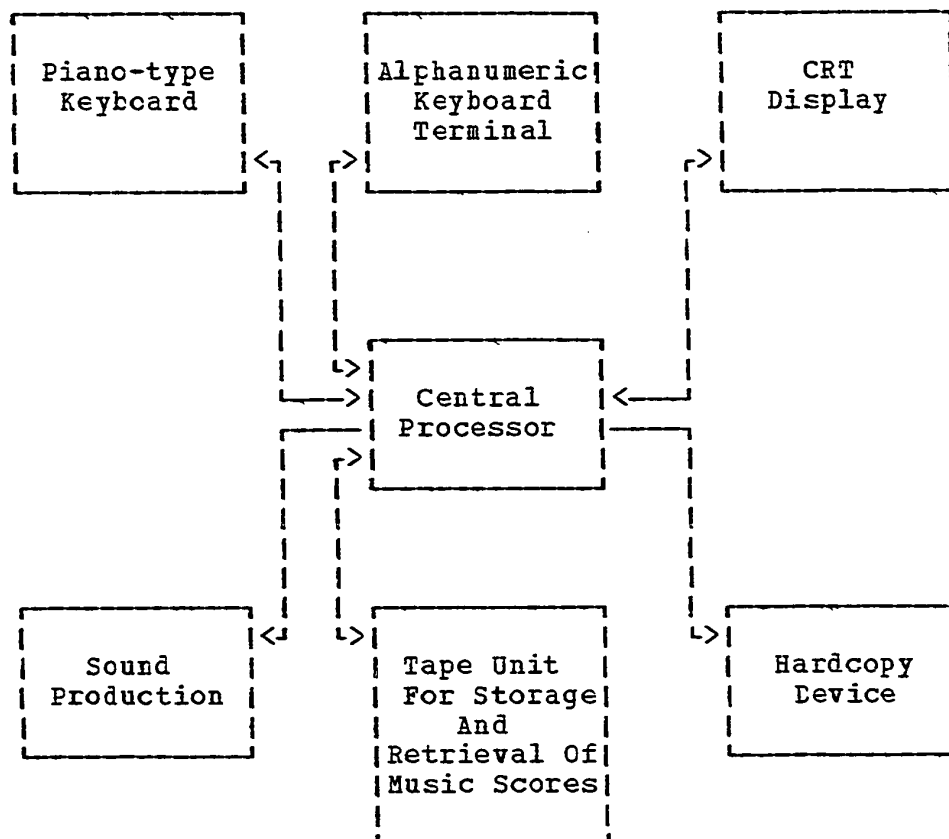 Piano-type
Keyboard
Alphanumeric
Keyboard
Terminal
CRT
Display
Central
Processor
Sound
Production
Tape Unit
For Storage
And
Retrieval Of
Music Scores
Hardcopy
Device